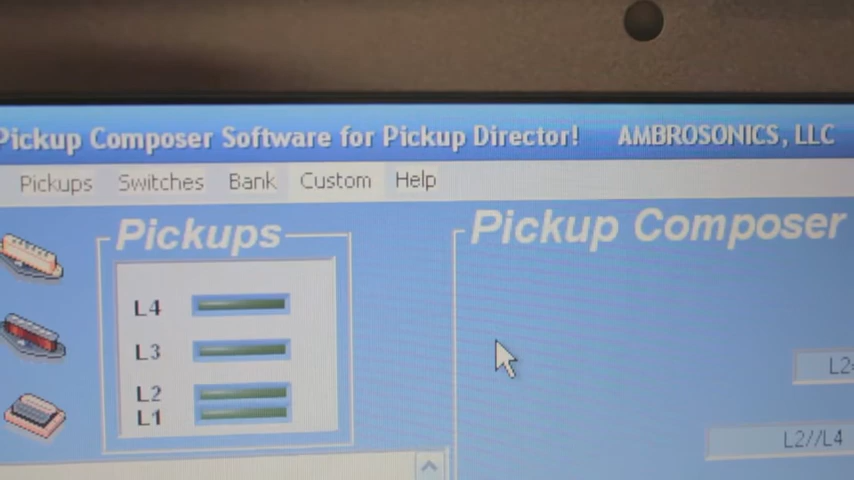 Pickup Composer Software for Pickup Director! AMBROSONICS, LLC
Pickups Switches Bank Custom Help
Pickups
Pickup Composer
L4
L3
L2
L1
L2=
L2//L4